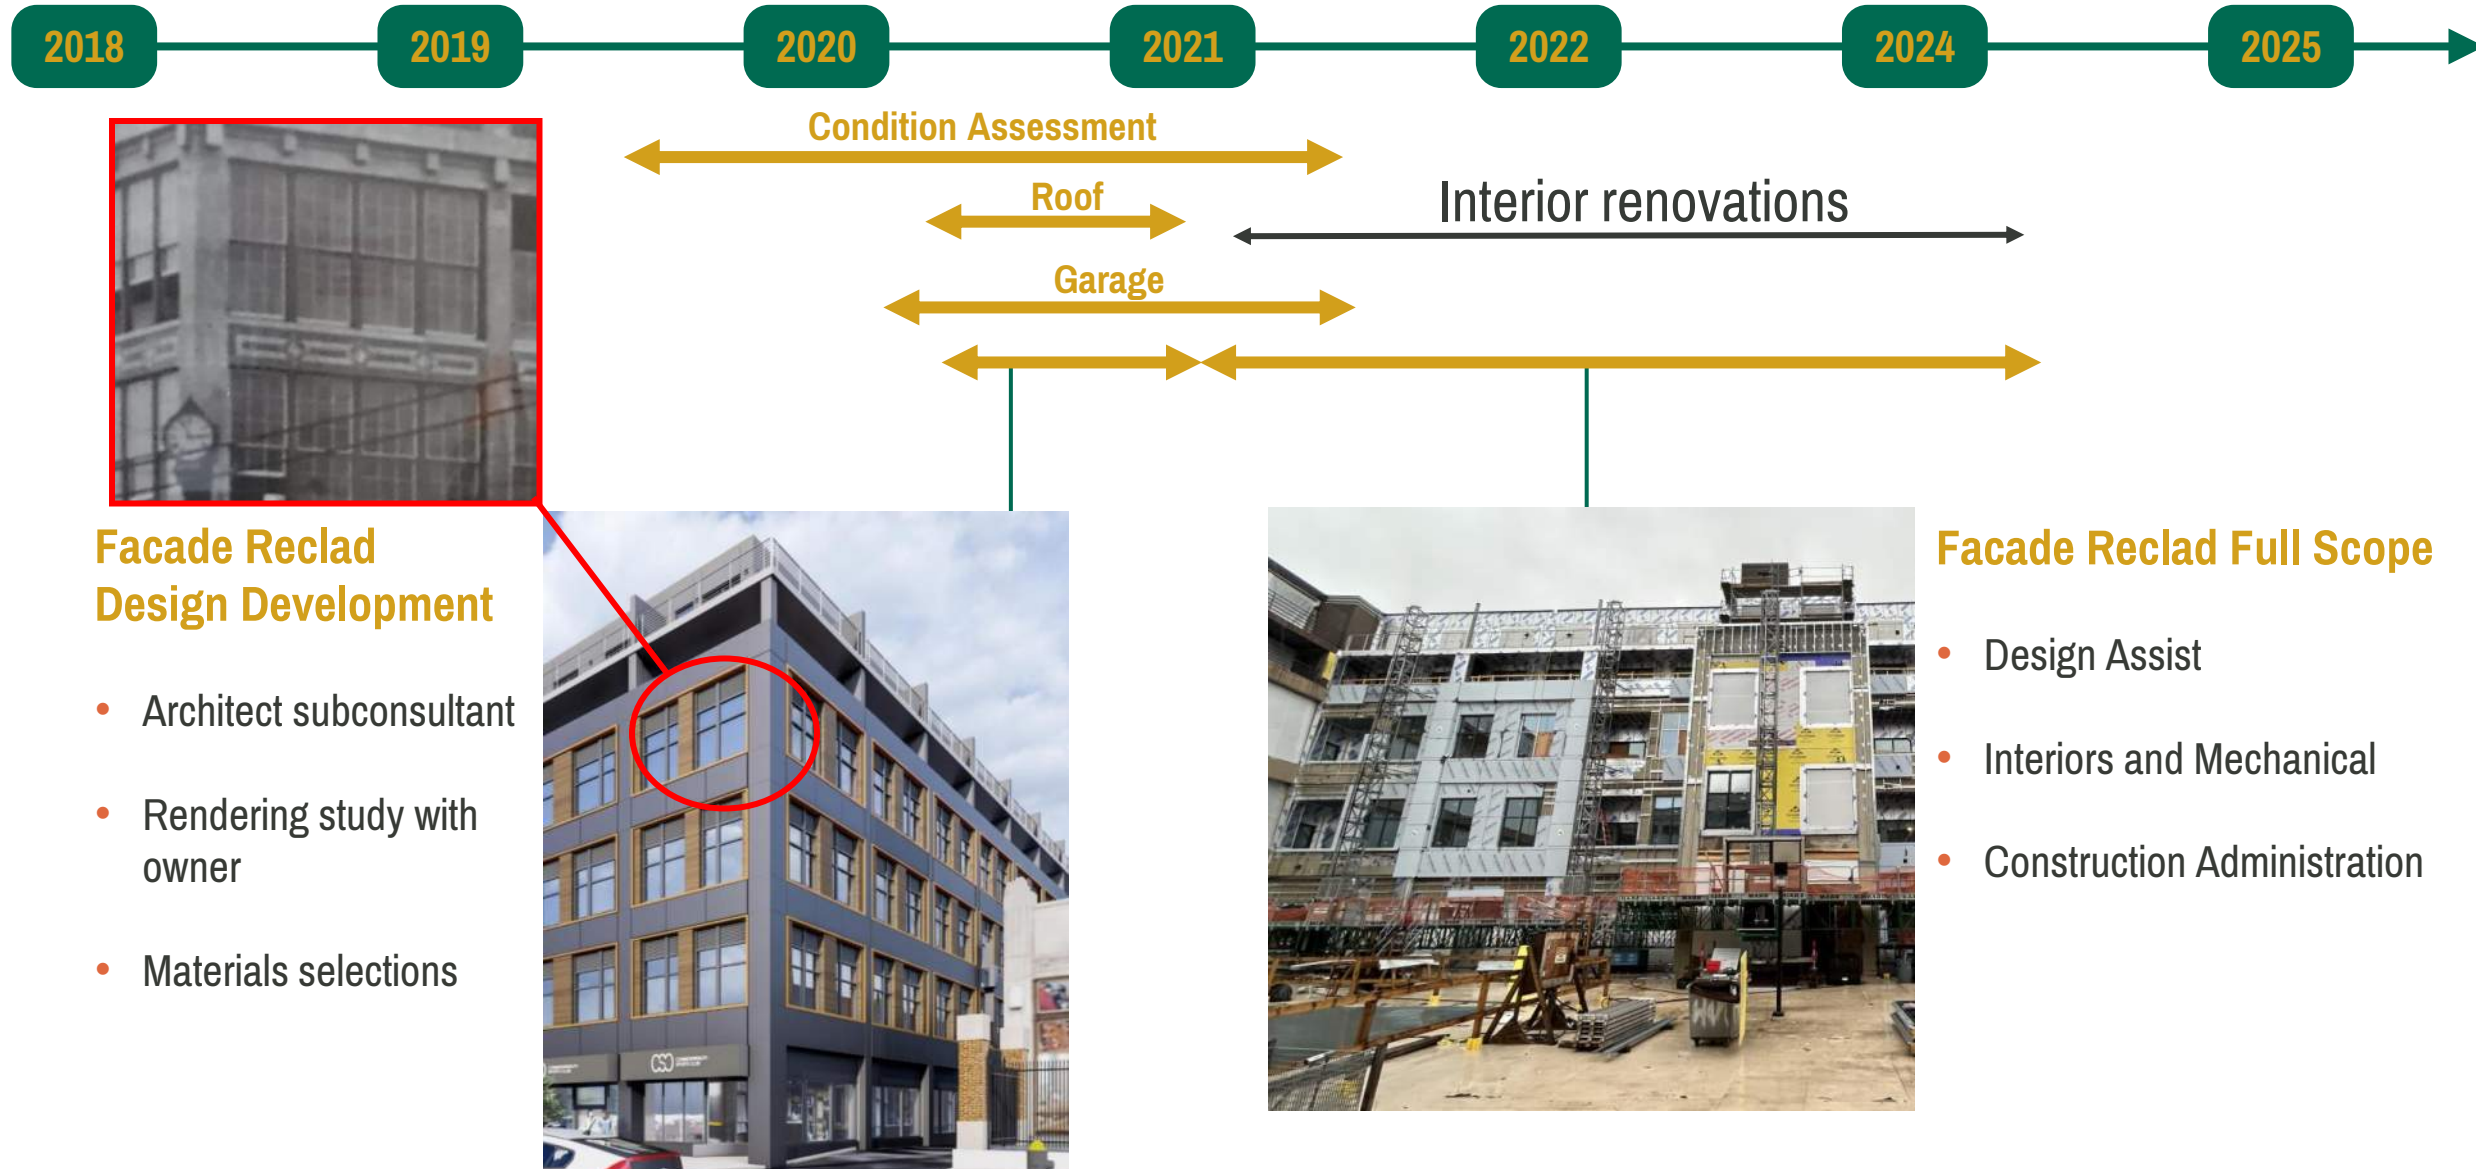 2018 2019 2020 2021 2022 2024 2025
Condition Assessment
Roof
Interior renovations
Garage
Facade Reclad
Design Development
• Architect subconsultant
• Rendering study with
owner
• Materials selections
CSC
Facade Reclad Full Scope
• Design Assist
• Interiors and Mechanical
• Construction Administration